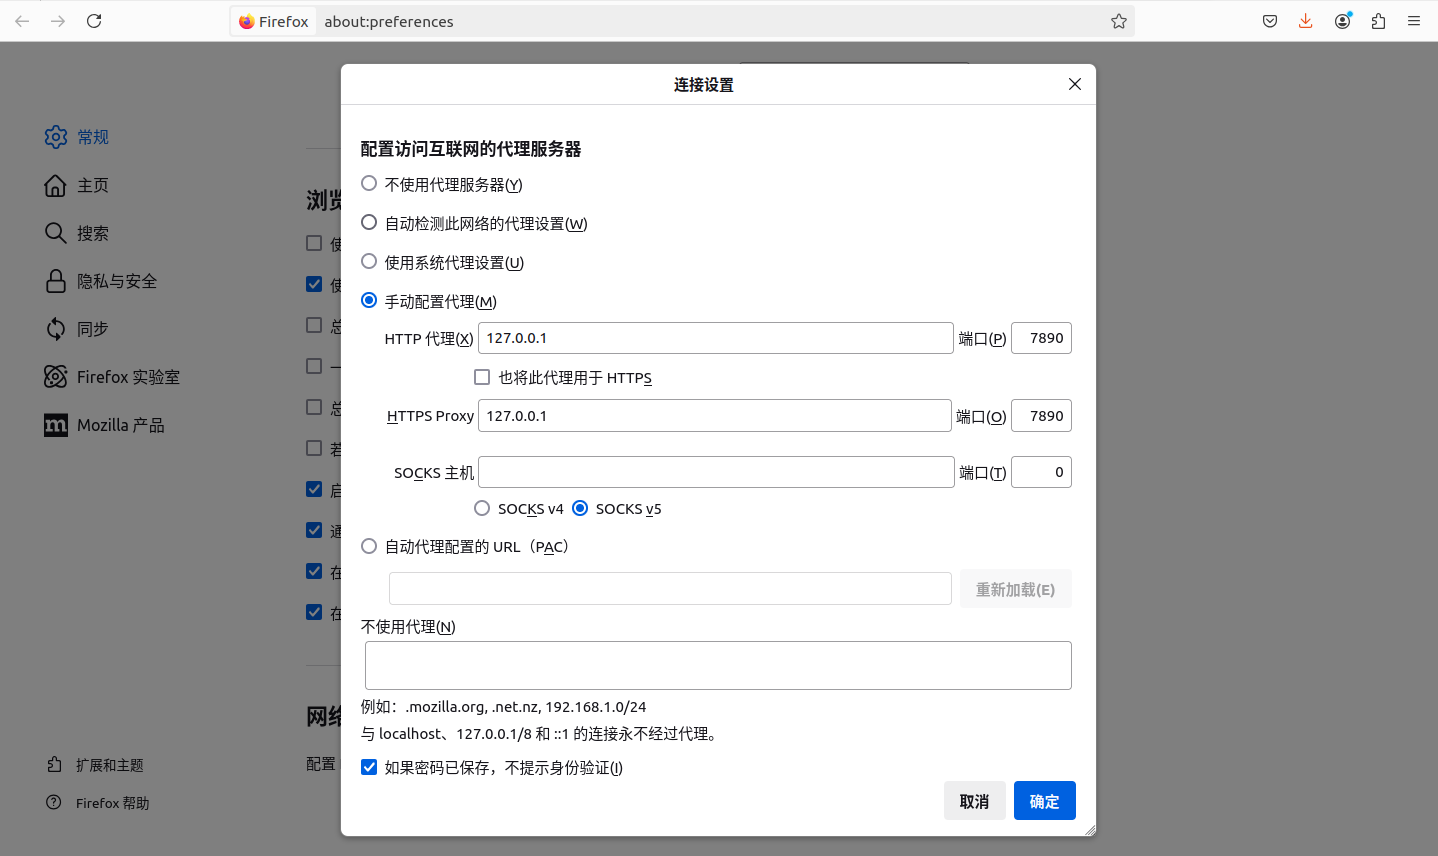 Firefox about:preferences
连接设置
配置访问互联网的代理服务器
常规
不使用代理服务器(Y)
主页
浏览
自动检测此网络的代理设置(W)
搜索
使用系统代理设置(U)
隐私与安全
手动配置代理(M)
同步
HTTP 代理(X) 127.0.0.1 端口(P) 7890
Firefox 实验室
也将此代理用于 HTTPS
HTTPS Proxy 127.0.0.1 端口(O) 7890
Mozilla 产品
SOCKS 主机 端口(T) 0
SOCKS v4 SOCKS v5
自动代理配置的 URL（PAC）
重新加载(E)
不使用代理(N)
例如：.mozilla.org, .net.nz, 192.168.1.0/24
网络
与 localhost、127.0.0.1/8 和 ::1 的连接永不经过代理。
配置
扩展和主题
如果密码已保存，不提示身份验证(I)
取消 确定
Firefox 帮助